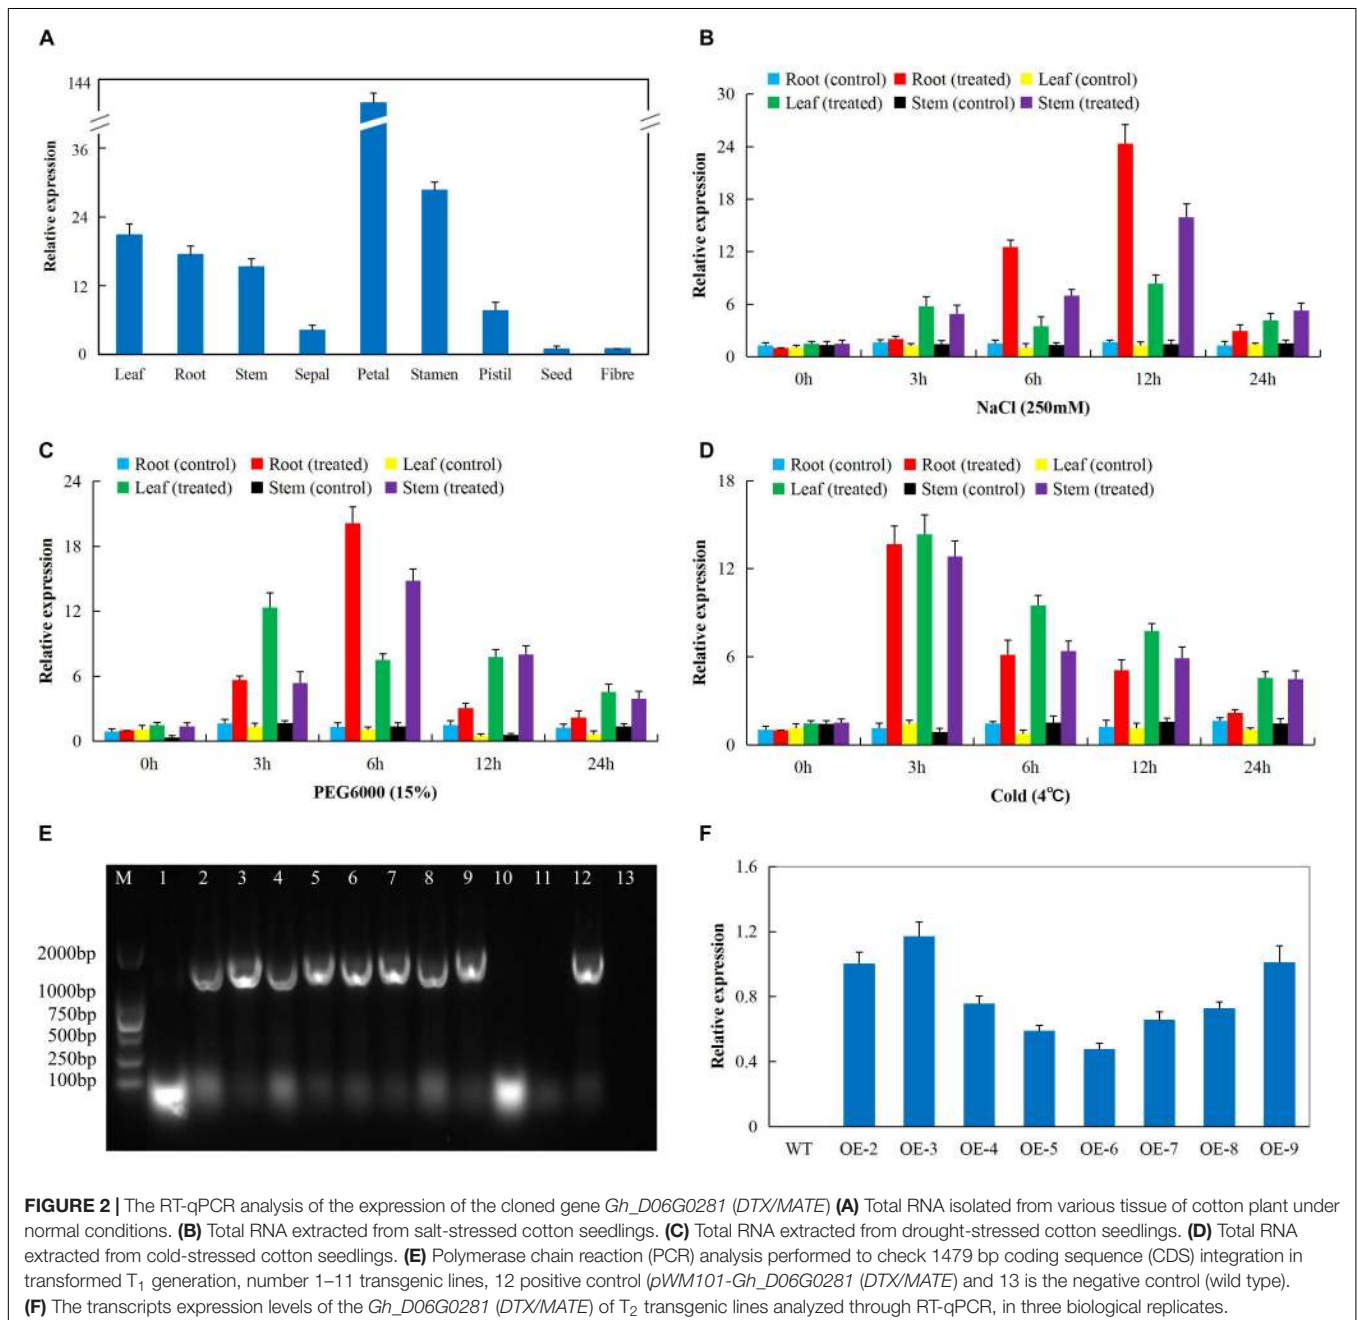 A
144
36
24
12
0
Relative expression
Leaf Root Stem Sepal Petal Stamen Pistil Seed Fibre
B
Root (control) Root (treated) Leaf (control)
Leaf (treated) Stem (control) Stem (treated)
30
24
18
12
6
0
Relative expression
0h 3h 6h 12h 24h
NaCl (250mM)
C
Root (control) Root (treated) Leaf (control)
Leaf (treated) Stem (control) Stem (treated)
24
18
12
6
0
Relative expression
0h 3h 6h 12h 24h
PEG6000 (15%)
D
Root (control) Root (treated) Leaf (control)
Leaf (treated) Stem (control) Stem (treated)
18
12
6
0
Relative expression
0h 3h 6h 12h 24h
Cold (4℃)
E
M 1 2 3 4 5 6 7 8 9 10 11 12 13
2000bp
1000bp
750bp
500bp
250bp
100bp
F
1.6
1.2
0.8
0.4
0
Relative expression
WT OE-2 OE-3 OE-4 OE-5 OE-6 OE-7 OE-8 OE-9
FIGURE 2 | The RT-qPCR analysis of the expression of the cloned gene Gh_D06G0281 (DTX/MATE) (A) Total RNA isolated from various tissue of cotton plant under
normal conditions. (B) Total RNA extracted from salt-stressed cotton seedlings. (C) Total RNA extracted from drought-stressed cotton seedlings. (D) Total RNA
extracted from cold-stressed cotton seedlings. (E) Polymerase chain reaction (PCR) analysis performed to check 1479 bp coding sequence (CDS) integration in
transformed T1 generation, number 1–11 transgenic lines, 12 positive control (pWM101-Gh_D06G0281 (DTX/MATE) and 13 is the negative control (wild type).
(F) The transcripts expression levels of the Gh_D06G0281 (DTX/MATE) of T2 transgenic lines analyzed through RT-qPCR, in three biological replicates.